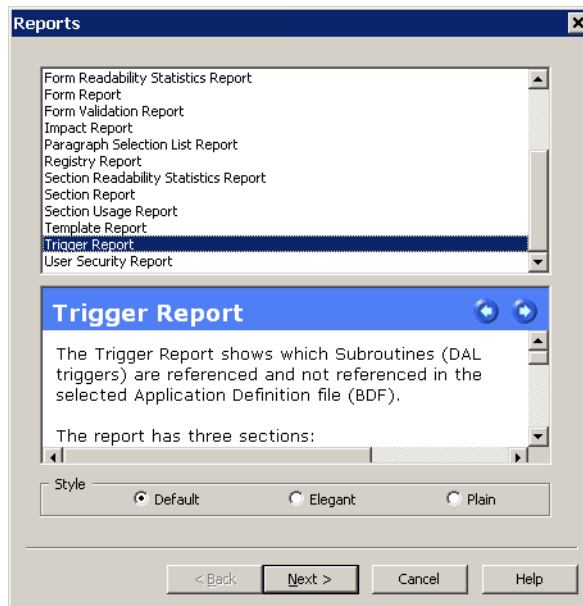 Reports
Form Readability Statistics Report
Form Report
Form Validation Report
Impact Report
Paragraph Selection List Report
Registry Report
Section Readability Statistics Report
Section Report
Section Usage Report
Template Report
Trigger Report
User Security Report
Trigger Report
The Trigger Report shows which Subroutines (DAL
triggers) are referenced and not referenced in the
selected Application Definition file (BDF).
The report has three sections:
Style
Default Elegant Plain
< Back Next > Cancel Help